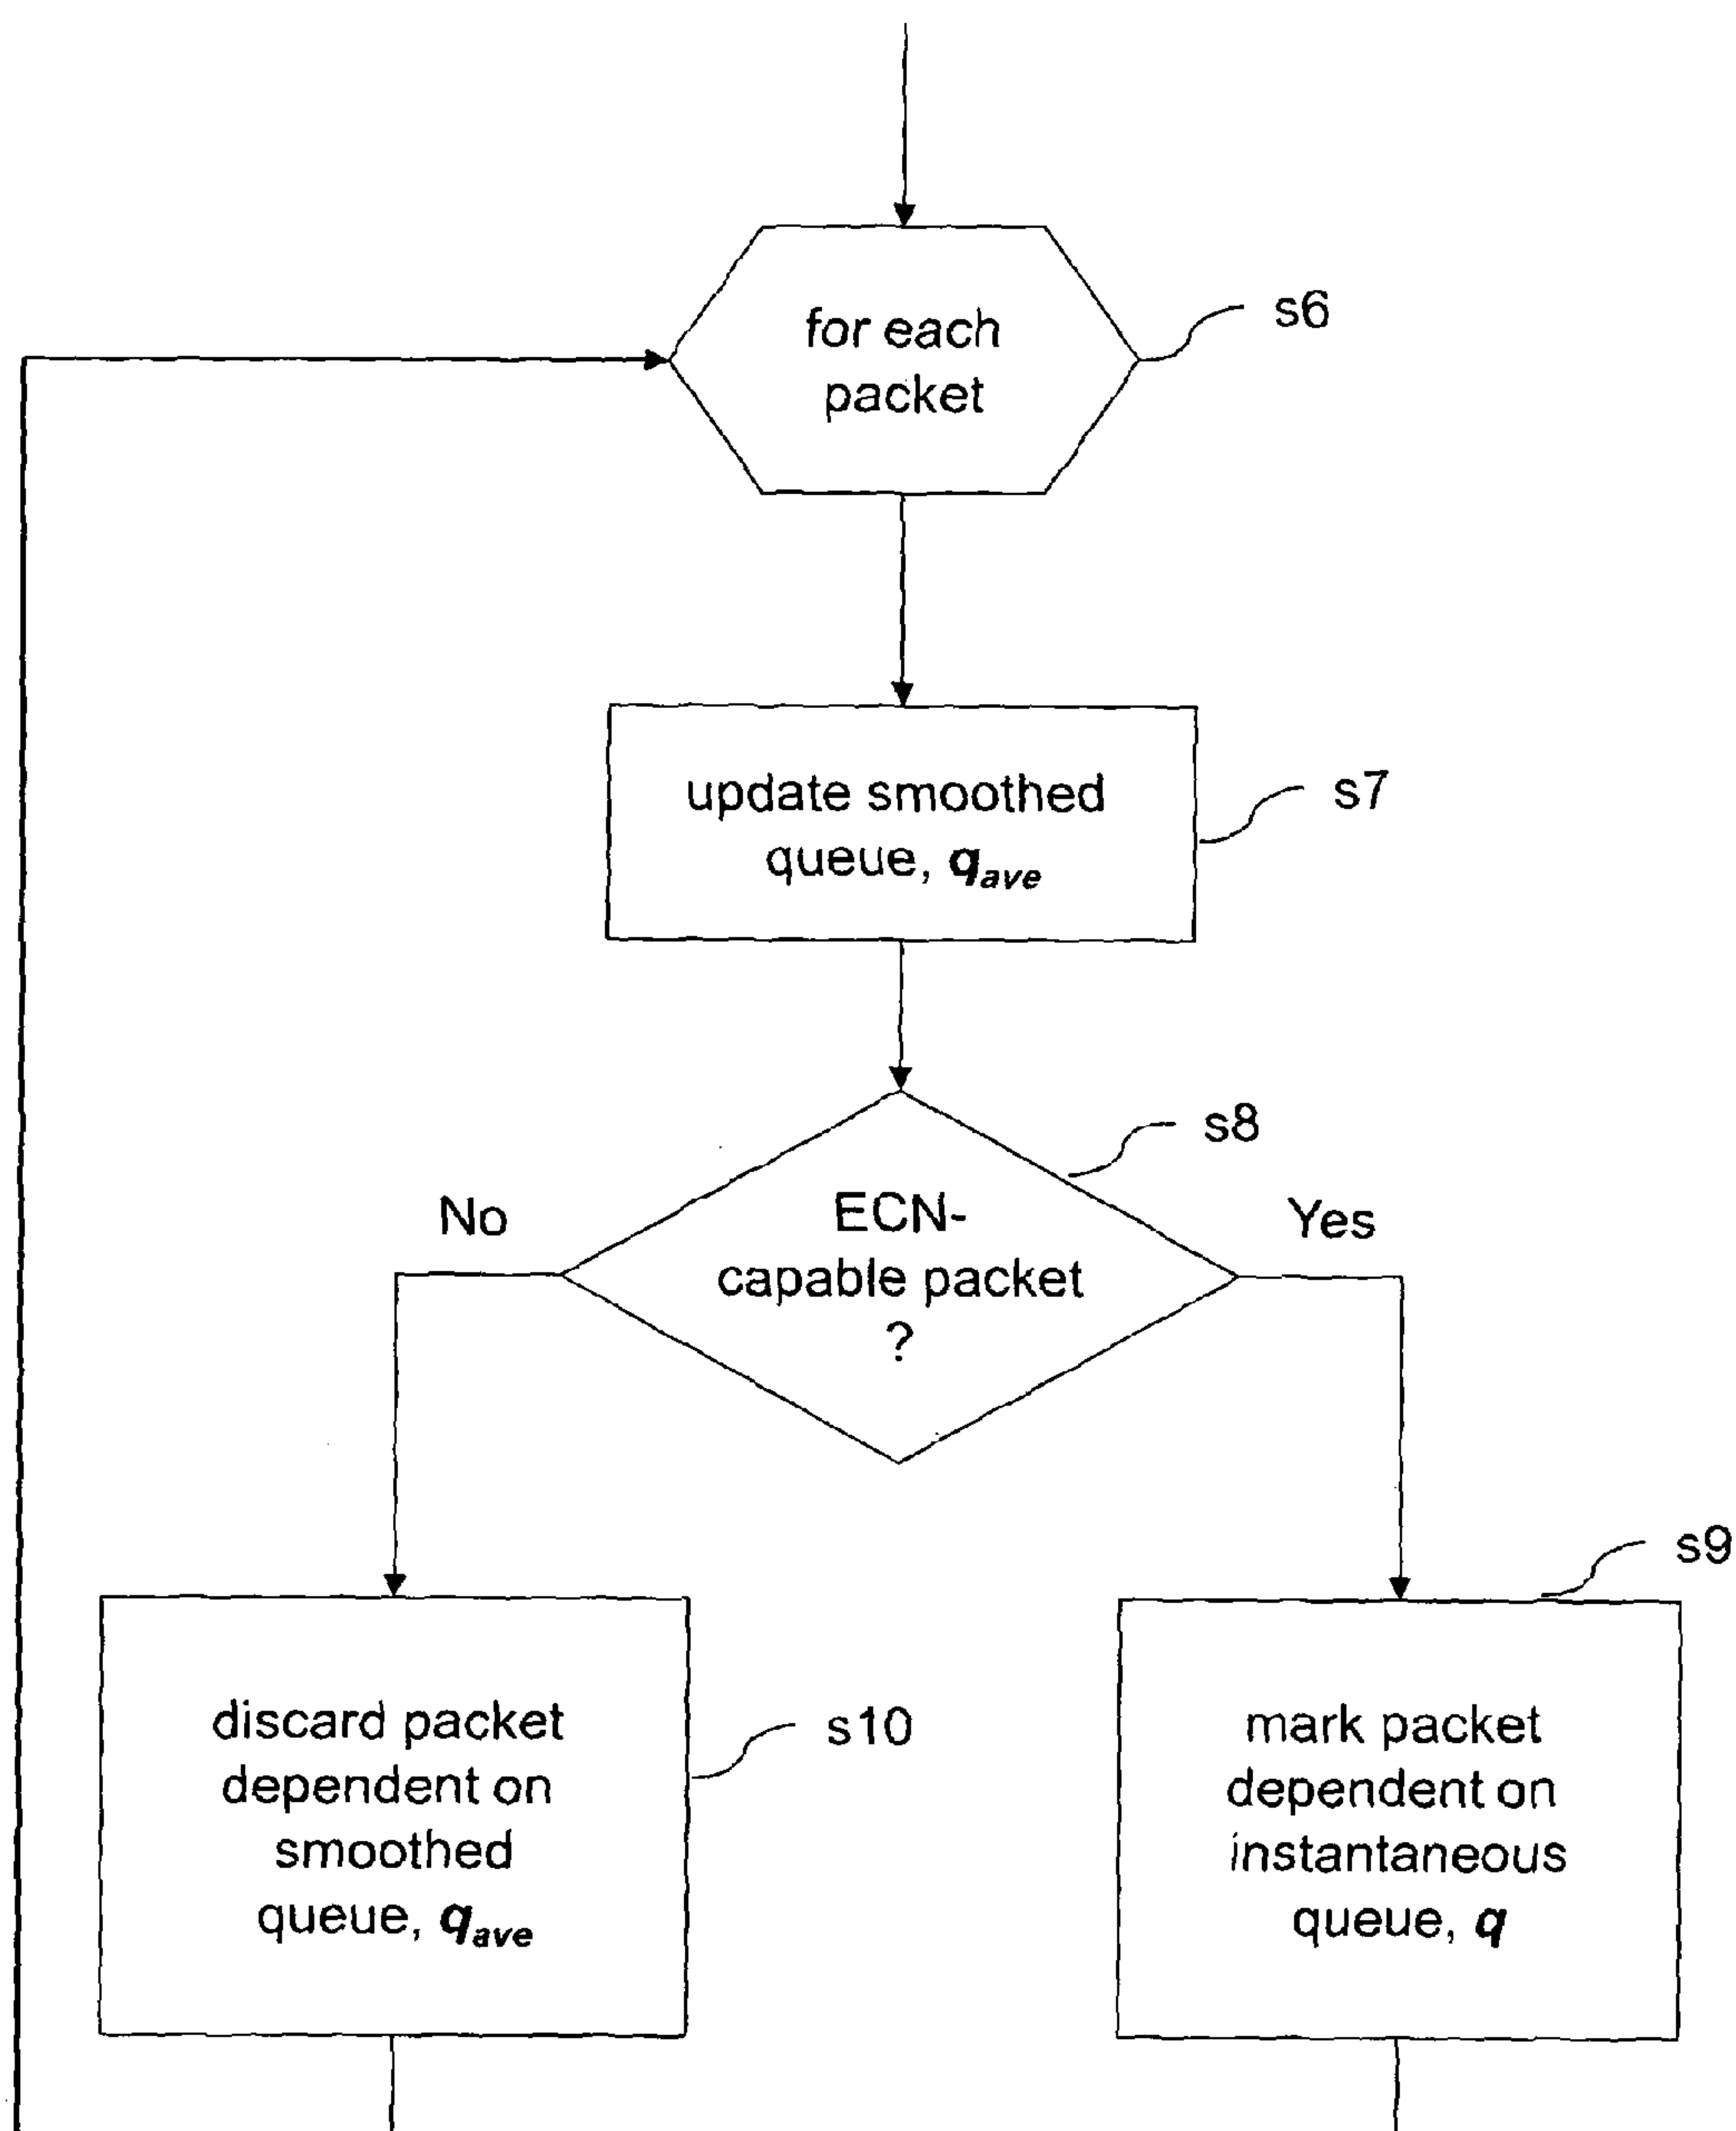 for each
packet
s6
update smoothed
queue, q_ave
s7
s8
No
ECN-
capable packet
?
Yes
s9
discard packet
dependent on
smoothed
queue, q_ave
s10
mark packet
dependent on
instantaneous
queue, q